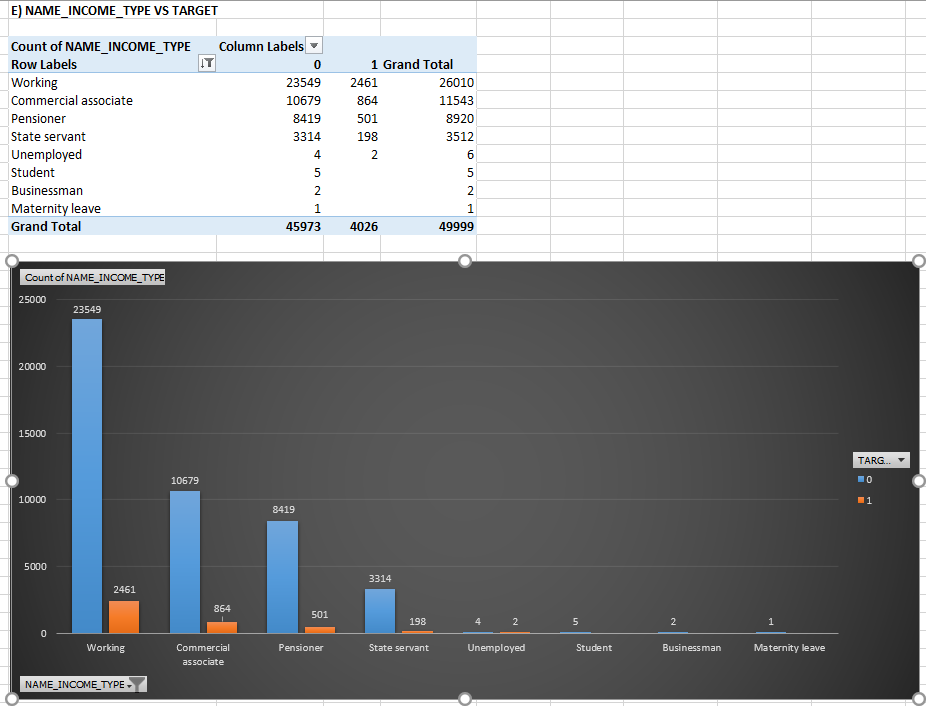 E) NAME_INCOME_TYPE VS TARGET
Count of NAME_INCOME_TYPE Column Labels
Row Labels 0 1 Grand Total
Working 23549 2461 26010
Commercial associate 10679 864 11543
Pensioner 8419 501 8920
State servant 3314 198 3512
Unemployed 4 2 6
Student 5 5
Businessman 2 2
Maternity leave 1 1
Grand Total 45973 4026 49999
Count of NAME_INCOME_TYPE
25000
23549
20000
15000
10679
10000
8419
5000
3314
2461
864
501
198
4 2 5 2 1
0
Working Commercial associate Pensioner State servant Unemployed Student Businessman Maternity leave
TARG...
0
1
NAME_INCOME_TYPE